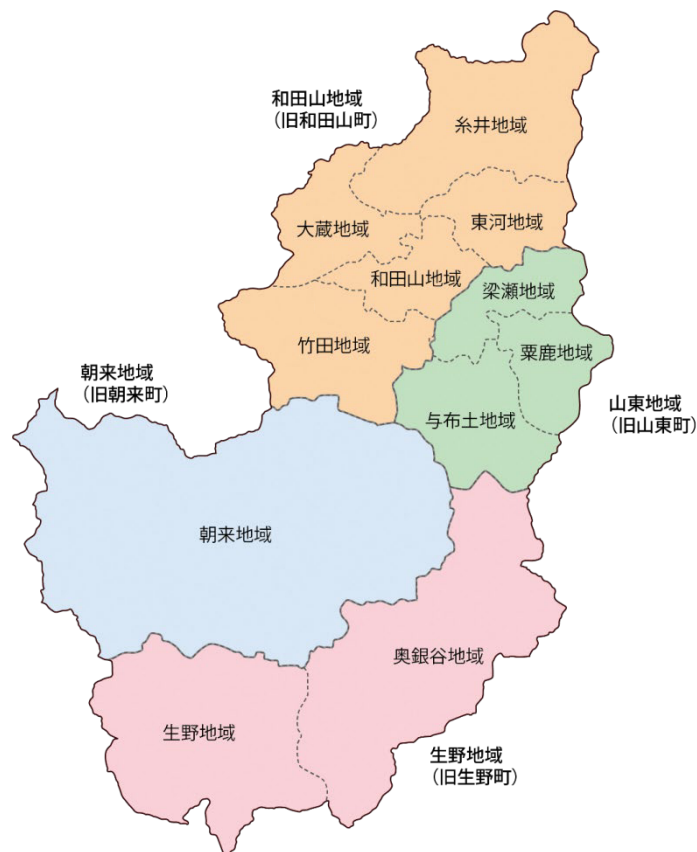 和田山地域
（旧和田山町）
糸井地域
大蔵地域
東河地域
和田山地域
梁瀬地域
竹田地域
粟鹿地域
朝来地域
（旧朝来町）
与布土地域
山東地域
（旧山東町）
朝来地域
奥銀谷地域
生野地域
生野地域
（旧生野町）